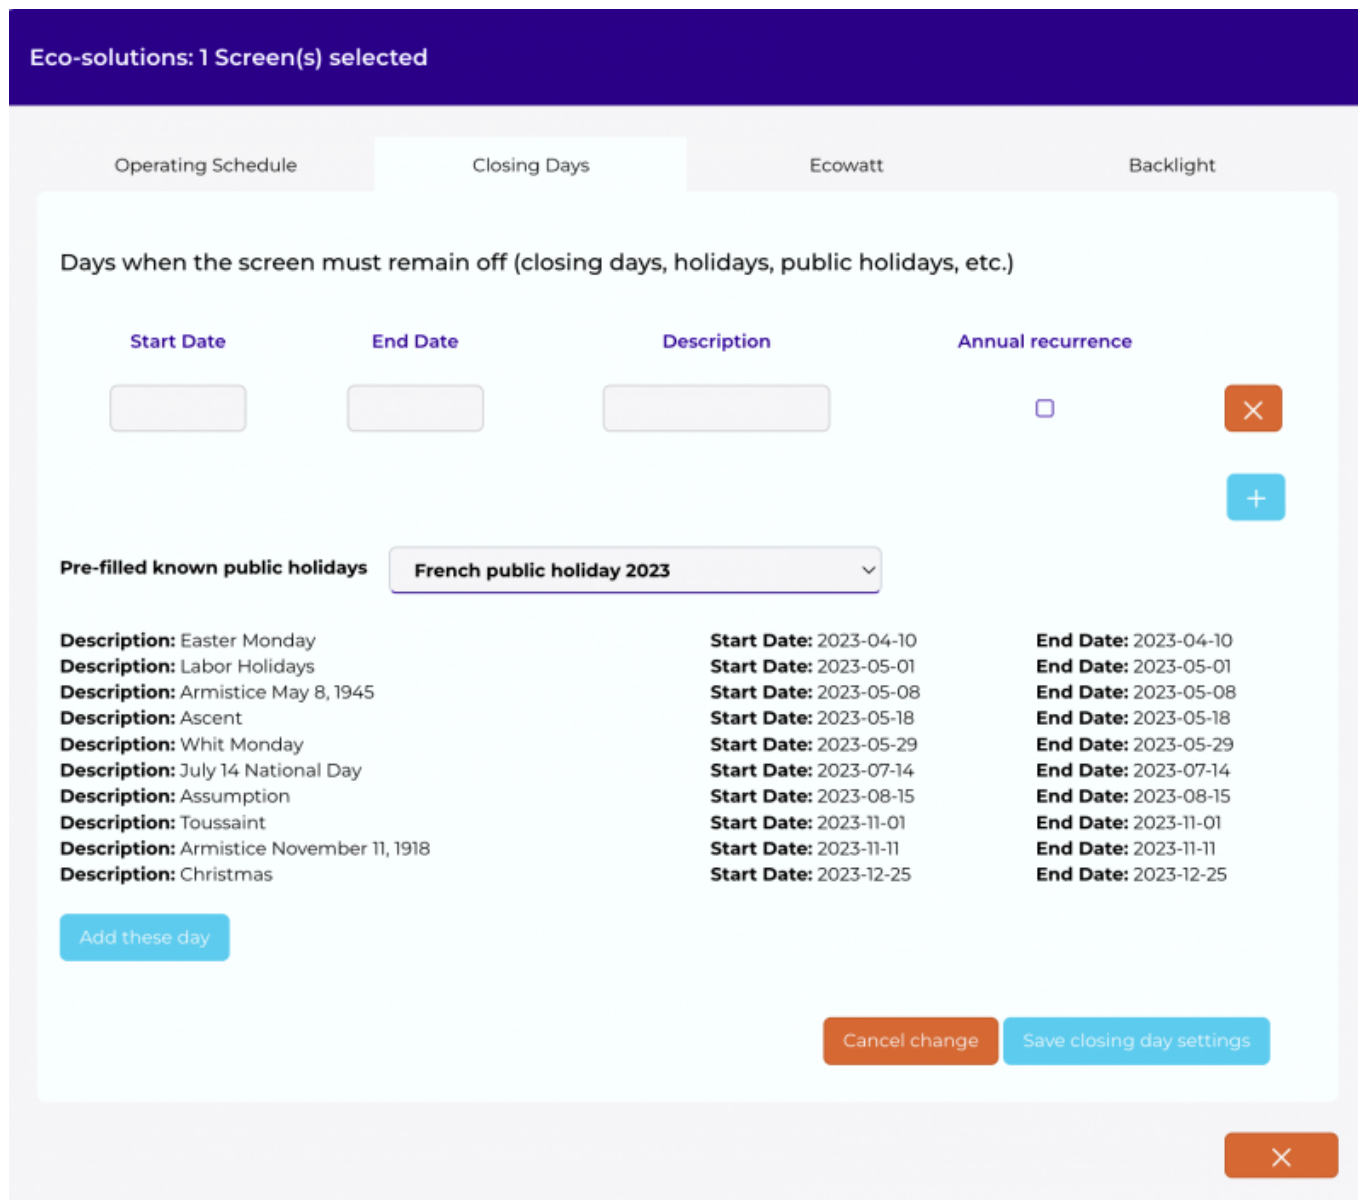 Eco-solutions: 1 Screen(s) selected
Operating Schedule Closing Days Ecowatt Backlight
Days when the screen must remain off (closing days, holidays, public holidays, etc.)
Start Date End Date Description Annual recurrence
Pre-filled known public holidays French public holiday 2023
Description: Easter Monday Start Date: 2023-04-10 End Date: 2023-04-10
Description: Labor Holidays Start Date: 2023-05-01 End Date: 2023-05-01
Description: Armistice May 8, 1945 Start Date: 2023-05-08 End Date: 2023-05-08
Description: Ascent Start Date: 2023-05-18 End Date: 2023-05-18
Description: Whit Monday Start Date: 2023-05-29 End Date: 2023-05-29
Description: July 14 National Day Start Date: 2023-07-14 End Date: 2023-07-14
Description: Assumption Start Date: 2023-08-15 End Date: 2023-08-15
Description: Toussaint Start Date: 2023-11-01 End Date: 2023-11-01
Description: Armistice November 11, 1918 Start Date: 2023-11-11 End Date: 2023-11-11
Description: Christmas Start Date: 2023-12-25 End Date: 2023-12-25
Add these day
Cancel change Save closing day settings